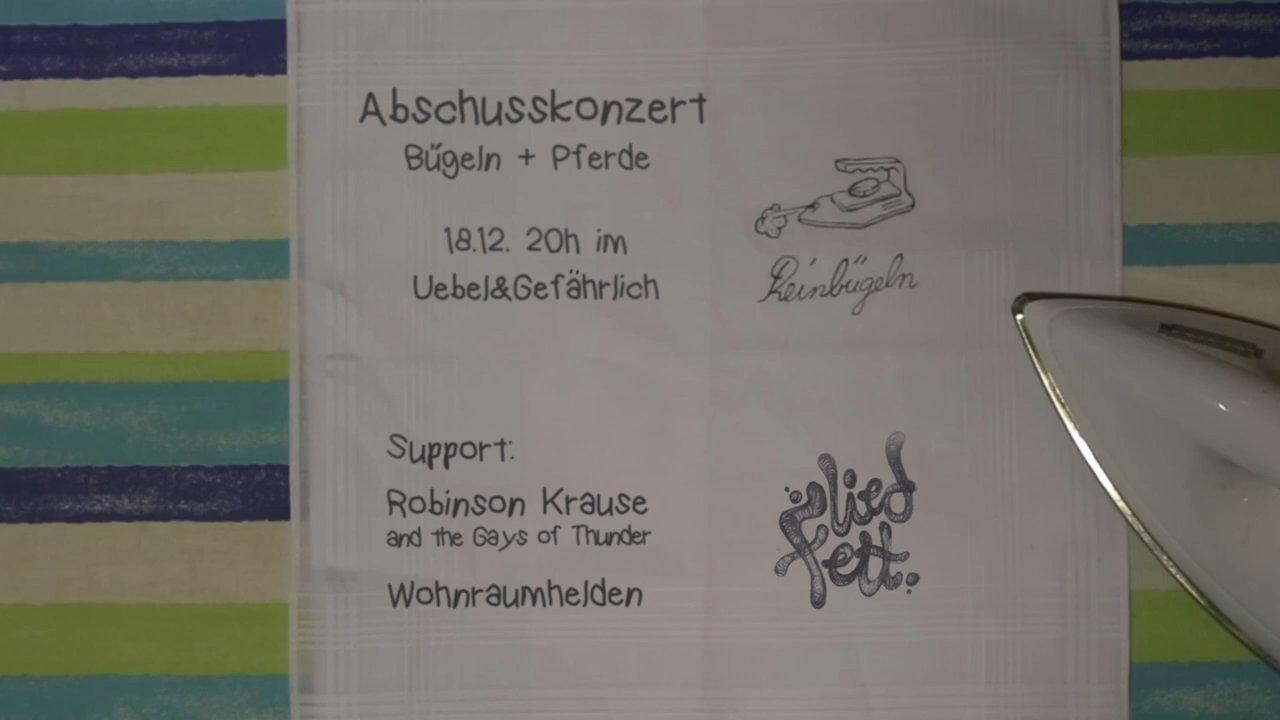 Abschusskonzert
Bügeln + Pferde
18.12. 20h im
Uebel&Gefährlich
Reinbügeln
Support:
Robinson Krause
and the Gays of Thunder
Wohnraumhelden
lied
fett.